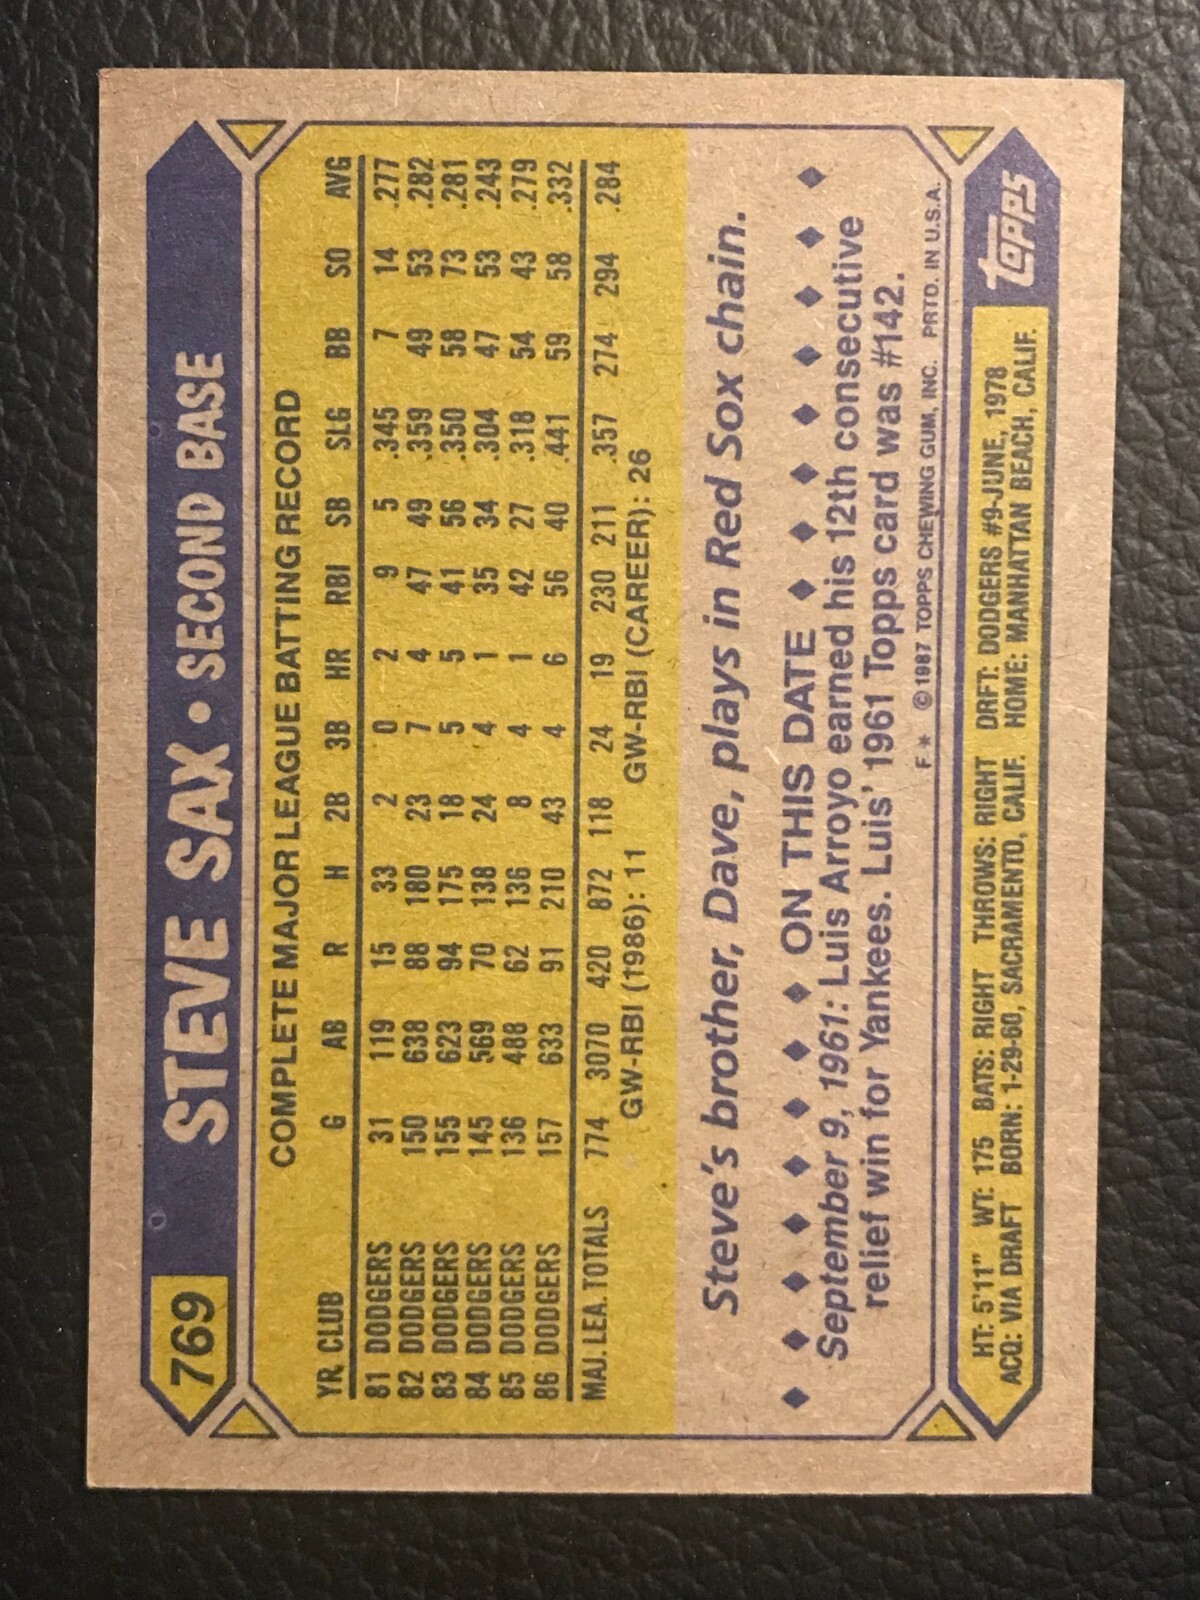 769 STEVE SAX • SECOND BASE
COMPLETE MAJOR LEAGUE BATTING RECORD
YR. CLUB G AB R H 2B 3B HR RBI SB SLG BB SO AVG
81 DODGERS 31 119 15 33 2 0 2 9 5 .345 7 14 .277
82 DODGERS 150 638 88 180 23 7 4 47 49 .359 49 53 .282
83 DODGERS 155 623 94 175 18 5 5 41 56 .350 58 73 .281
84 DODGERS 145 569 70 138 24 4 1 35 34 .304 47 53 .243
85 DODGERS 136 488 62 136 8 4 1 42 27 .318 54 43 .279
86 DODGERS 157 633 91 210 43 4 6 56 40 .441 59 58 .332
MAJ. LEA. TOTALS 774 3070 420 872 118 24 19 230 211 .357 274 294 .284
GW-RBI (1986): 11 GW-RBI (CAREER): 26
Steve's brother, Dave, plays in Red Sox chain.
ON THIS DATE
September 9, 1961: Luis Arroyo earned his 12th consecutive
relief win for Yankees. Luis' 1961 Topps card was #142.
F* ©1987 TOPPS CHEWING GUM, INC. PRTD. IN U.S.A.
HT: 5'11" WT: 175 BATS: RIGHT THROWS: RIGHT DRFT: DODGERS #9-JUNE, 1978
ACQ: VIA DRAFT BORN: 1-29-60, SACRAMENTO, CALIF. HOME: MANHATTAN BEACH, CALIF.
topps